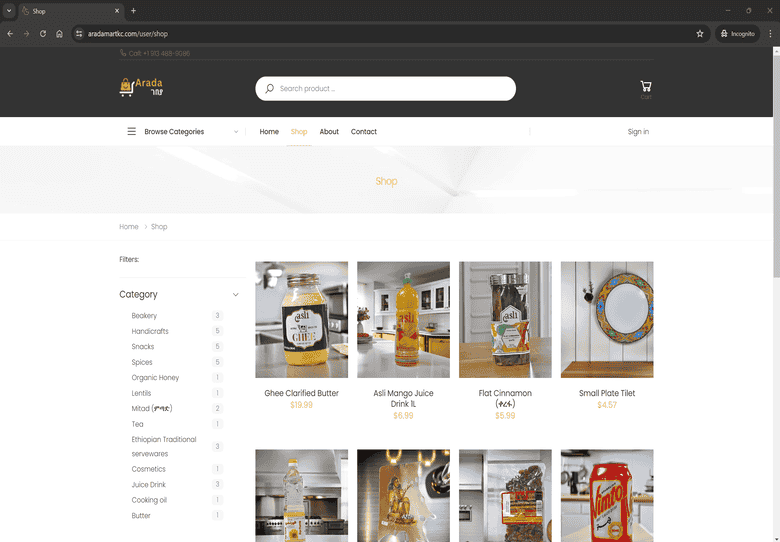 Shop
aradamartkc.com/user/shop
Incognito
Call: +1 913 488-9096
Arada
ገበያ
Search product ...
Cart
Browse Categories
Home
Shop
About
Contact
Sign in
Shop
Home > Shop
Filters:
Category
Beakery 3
Handicrafts 5
Snacks 5
Spices 5
Organic Honey 1
Lentils 1
Mitad (ምጣድ) 2
Tea 1
Ethiopian Traditional
servewares 3
Cosmetics 1
Juice Drink 3
Cooking oil 1
Butter 1
asli
GHEE
asli
asli
Ghee Clarified Butter
$19.99
Asli Mango Juice
Drink 1L
$6.99
Flat Cinnamon
(ቀረፋ)
$5.99
Small Plate Tilet
$4.57
Vimto